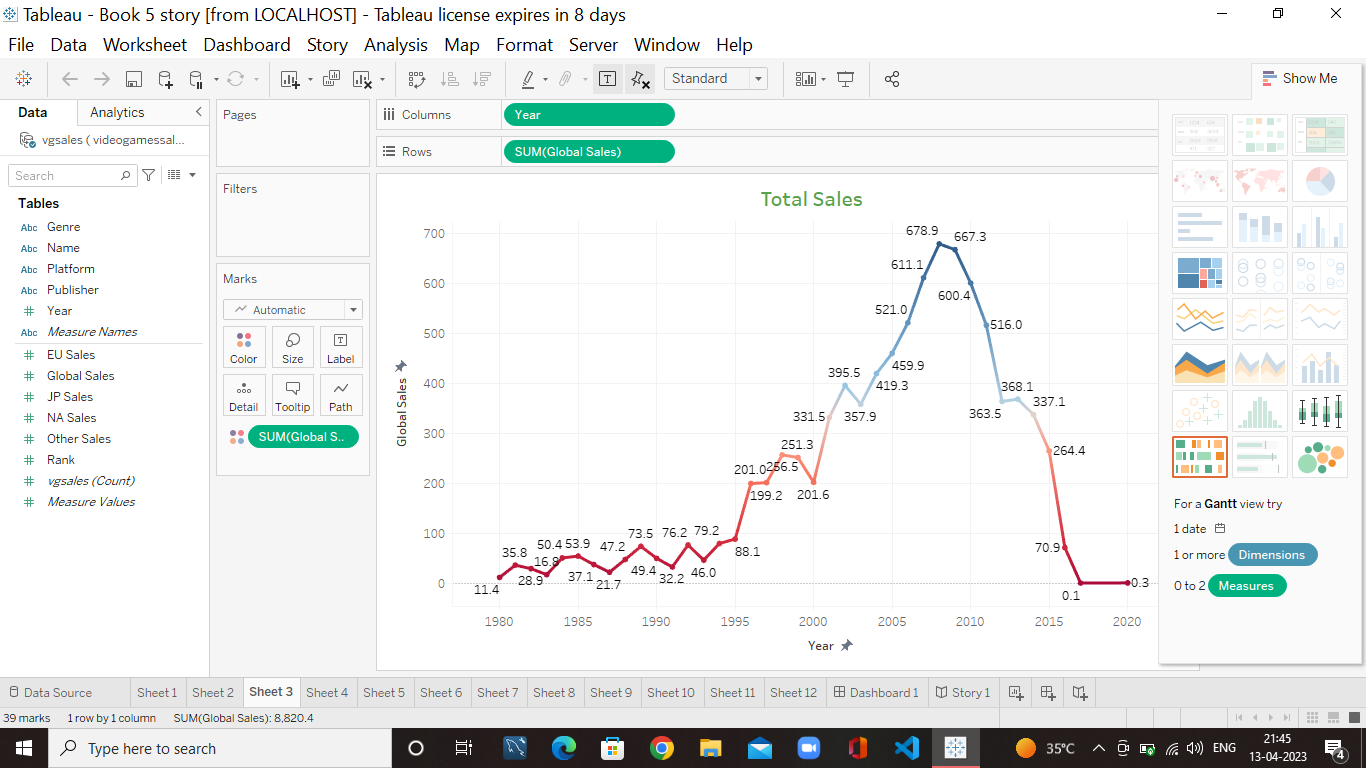 Tableau - Book 5 story [from LOCALHOST] - Tableau license expires in 8 days
File Data Worksheet Dashboard Story Analysis Map Format Server Window Help
Standard
Show Me
Data Analytics
vgsales ( videogamessal...
Search
Tables
Abc Genre
Abc Name
Abc Platform
Abc Publisher
Year
Abc Measure Names
EU Sales
Global Sales
JP Sales
NA Sales
Other Sales
Rank
vgsales (Count)
Measure Values
Pages
Filters
Marks
Automatic
Color Size Label
Detail Tooltip Path
SUM(Global S..
Columns Year
Rows SUM(Global Sales)
Total Sales
678.9 667.3
700
611.1
600
600.4
521.0
516.0
500
459.9
395.5
419.3
400
368.1
331.5 357.9
363.5 337.1
300
251.3
264.4
201.0 256.5
200
199.2 201.6
100
50.4 53.9 47.2 73.5 76.2 79.2
35.8 16.8
88.1
70.9
11.4 28.9 37.1 21.7 49.4 32.2 46.0
0
0.1 0.3
Global Sales
1980 1985 1990 1995 2000 2005 2010 2015 2020
Year
For a Gantt view try
1 date
1 or more Dimensions
0 to 2 Measures
Data Source Sheet 1 Sheet 2 Sheet 3 Sheet 4 Sheet 5 Sheet 6 Sheet 7 Sheet 8 Sheet 9 Sheet 10 Sheet 11 Sheet 12 Dashboard 1 Story 1
39 marks 1 row by 1 column SUM(Global Sales): 8,820.4
Type here to search
35°C
ENG
21:45
13-04-2023
4